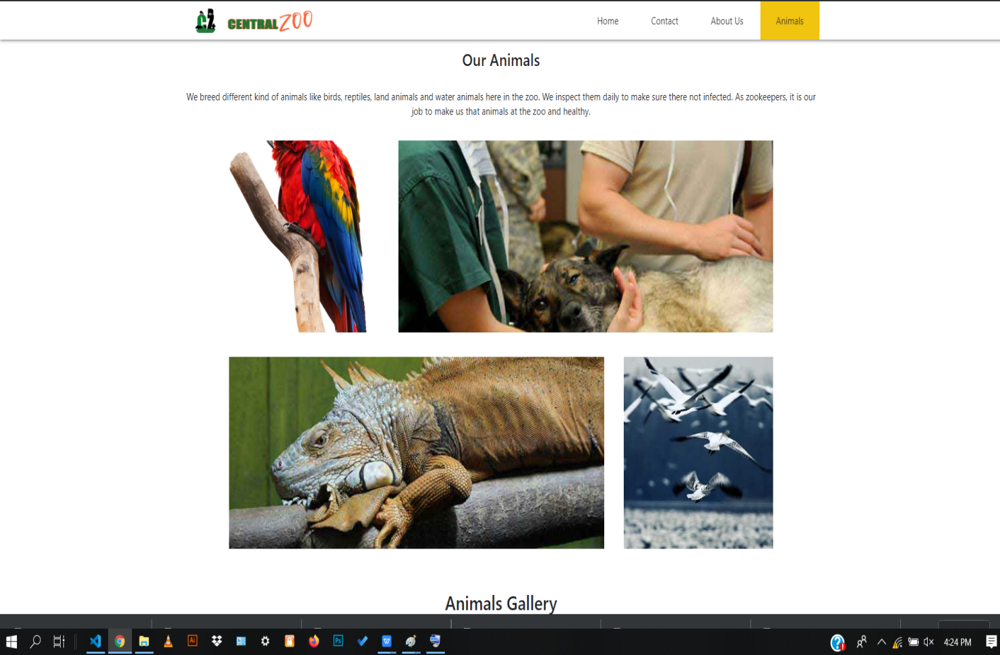 CZ CENTRAL ZOO
Home Contact About Us Animals
Our Animals
We breed different kind of animals like birds, reptiles, land animals and water animals here in the zoo. We inspect them daily to make sure there not infected. As zookeepers, it is our
job to make us that animals at the zoo and healthy.
Animals Gallery
Ai Ps W 4:24 PM